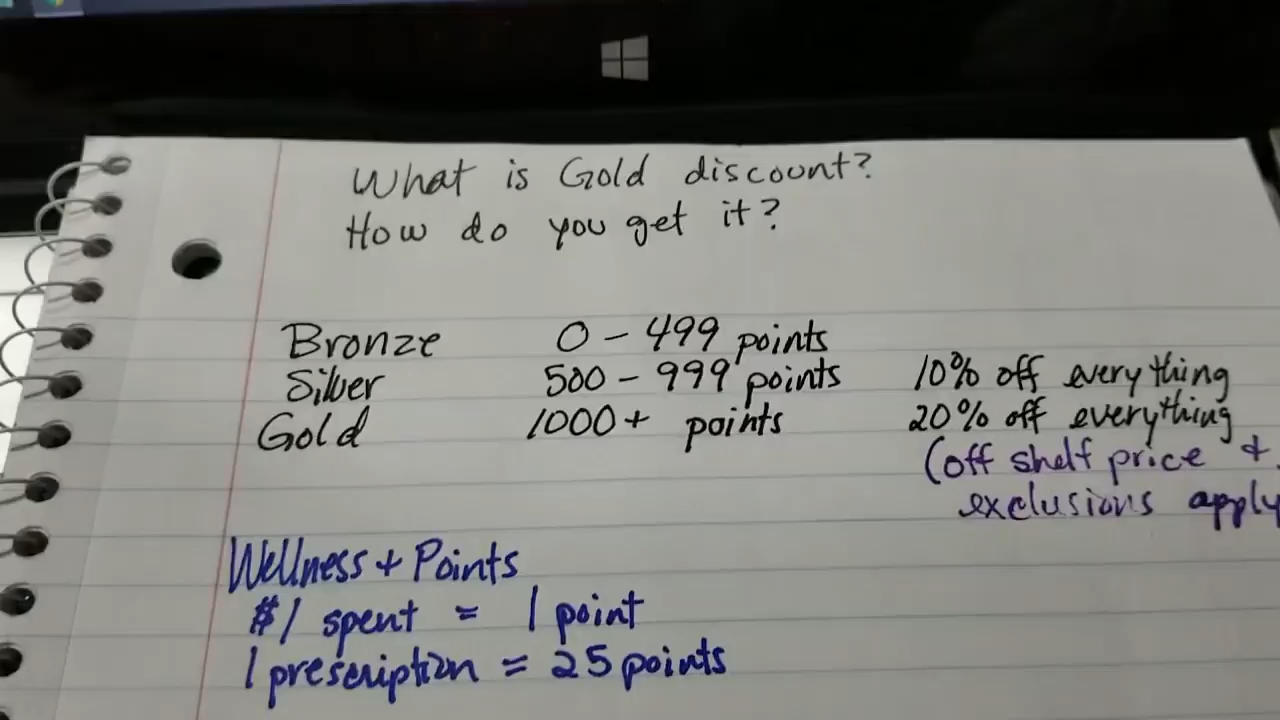 What is Gold discount?
How do you get it?
Bronze 0 - 499 points
Silver 500 - 999 points 10% off everything
Gold 1000+ points 20% off everything
(off shelf price +
exclusions apply
Wellness + Points
$1 spent = 1 point
1 prescription = 25 points